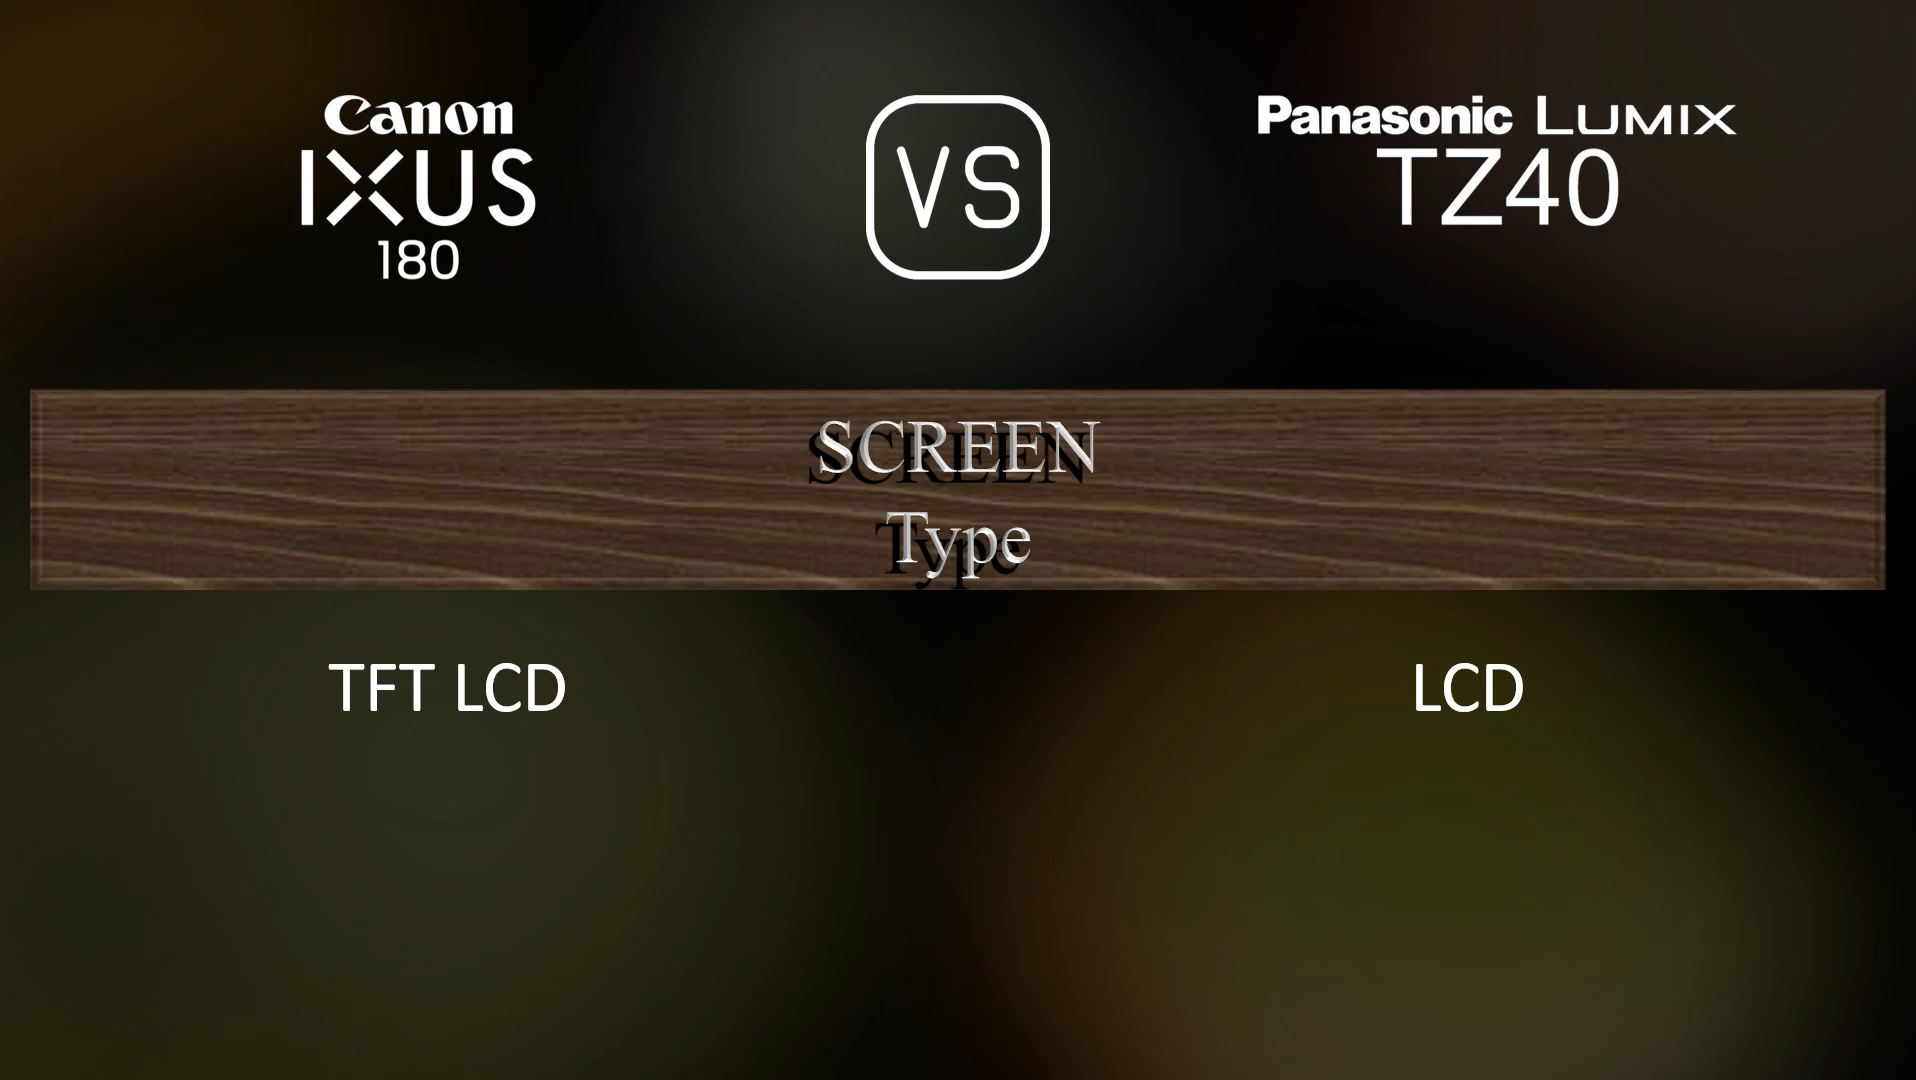 Canon
IXUS
180
VS
Panasonic LUMIX
TZ40
SCREEN
Type
TFT LCD
LCD